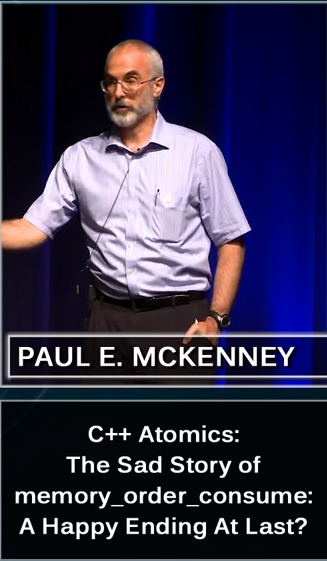 PAUL E. MCKENNEY
C++ Atomics:
The Sad Story of
memory_order_consume:
A Happy Ending At Last?